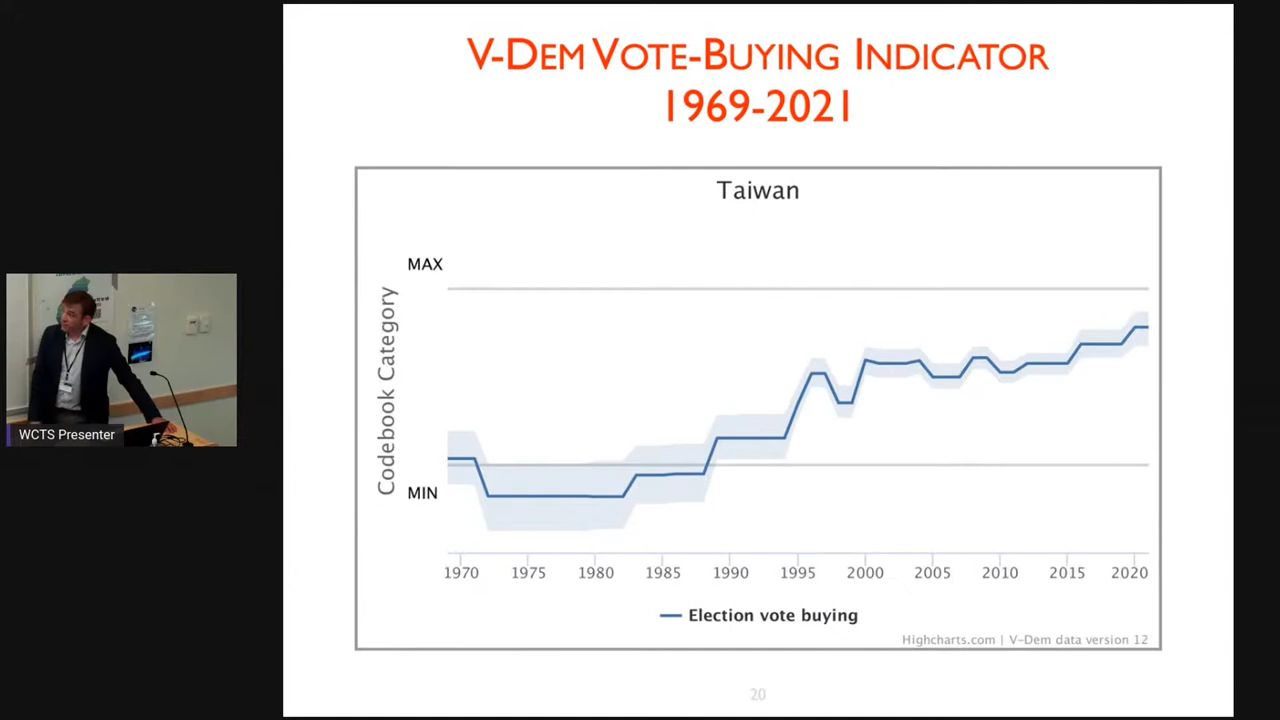 V-DEM VOTE-BUYING INDICATOR
1969-2021
Taiwan
MAX
Codebook Category
MIN
1970 1975 1980 1985 1990 1995 2000 2005 2010 2015 2020
Election vote buying
Highcharts.com | V-Dem data version 12
20
WCTS Presenter